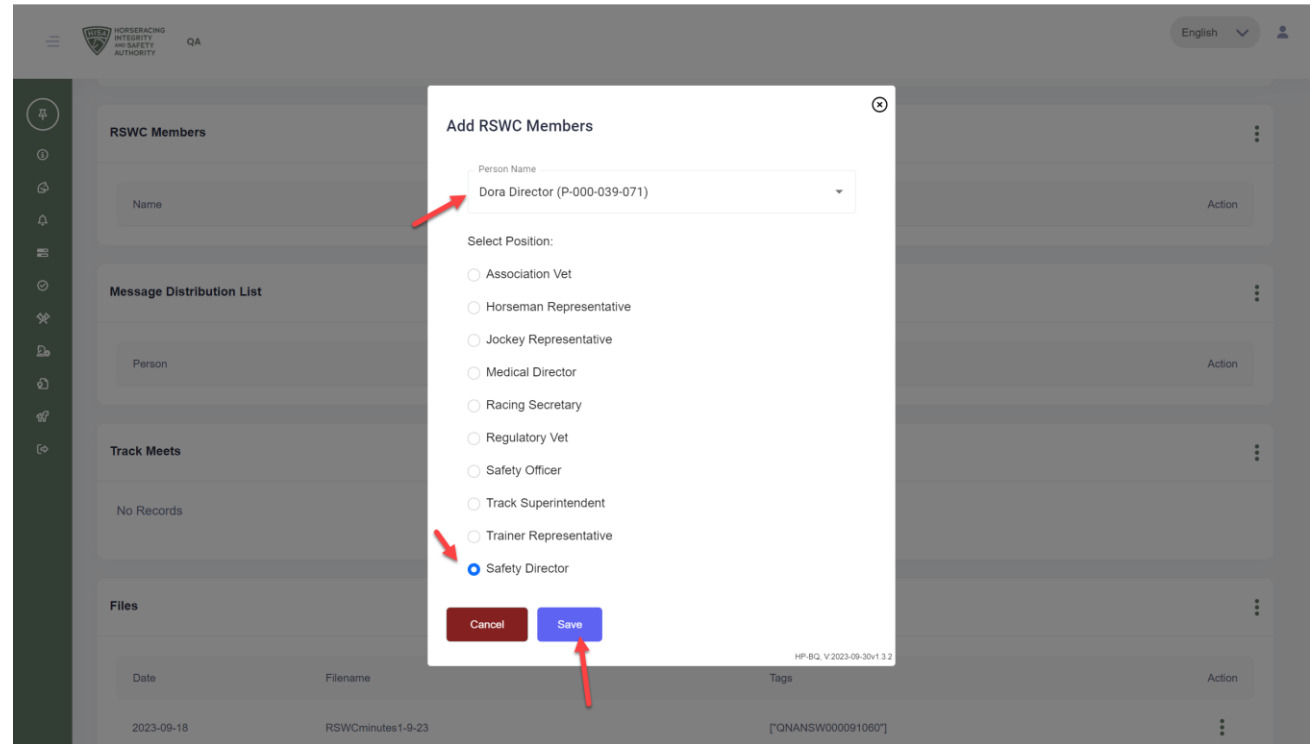 HISA
HORSERACING
INTEGRITY
AND SAFETY
AUTHORITY
QA
English
RSWC Members
Name
Action
Message Distribution List
Person
Action
Track Meets
No Records
Files
Date
Filename
Tags
Action
2023-09-18
RSWCminutes1-9-23
["QNANSW000091060"]
Add RSWC Members
Person Name
Dora Director (P-000-039-071)
Select Position:
Association Vet
Horseman Representative
Jockey Representative
Medical Director
Racing Secretary
Regulatory Vet
Safety Officer
Track Superintendent
Trainer Representative
Safety Director
Cancel
Save
HP-BQ, V:2023-09-30v1.3.2